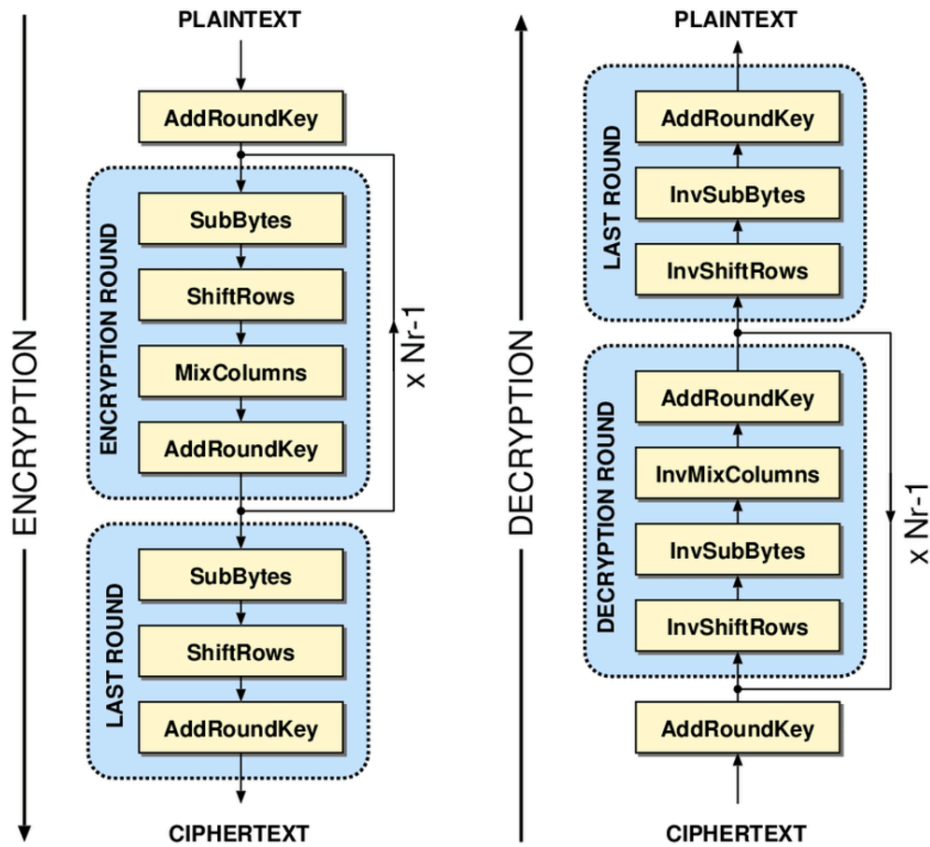 PLAINTEXT
AddRoundKey
ENCRYPTION ROUND
SubBytes
ShiftRows
MixColumns
AddRoundKey
x Nr-1
LAST ROUND
SubBytes
ShiftRows
AddRoundKey
CIPHERTEXT
ENCRYPTION
PLAINTEXT
LAST ROUND
AddRoundKey
InvSubBytes
InvShiftRows
DECRYPTION ROUND
AddRoundKey
InvMixColumns
InvSubBytes
InvShiftRows
x Nr-1
AddRoundKey
CIPHERTEXT
DECRYPTION